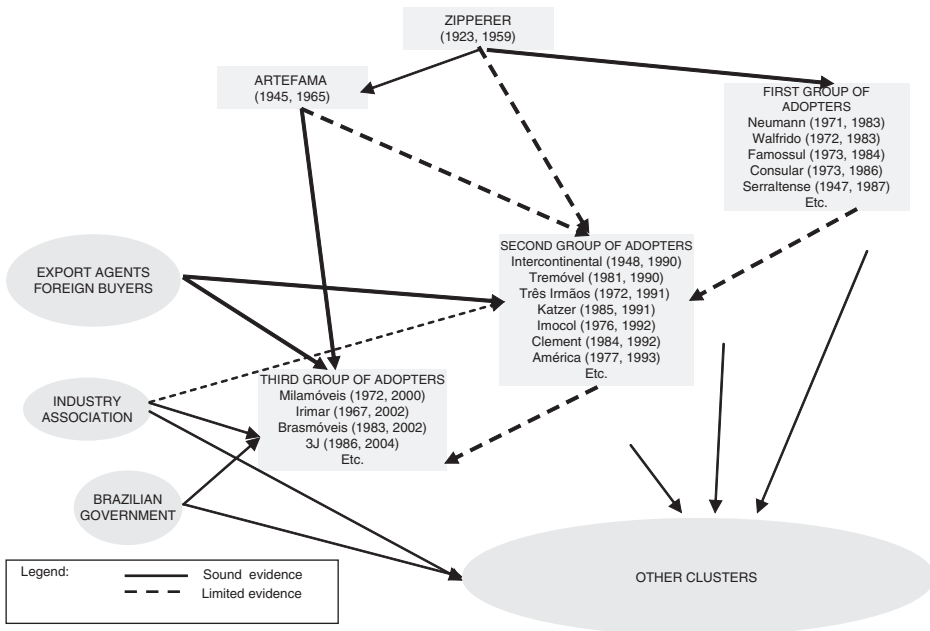 ZIPPERER
(1923, 1959)
ARTEFAMA
(1945, 1965)
FIRST GROUP OF
ADOPTERS
Neumann (1971, 1983)
Walfrido (1972, 1983)
Famossul (1973, 1984)
Consular (1973, 1986)
Serraltense (1947, 1987)
Etc.
SECOND GROUP OF ADOPTERS
Intercontinental (1948, 1990)
Tremóvel (1981, 1990)
Três Irmãos (1972, 1991)
Katzer (1985, 1991)
Imocol (1976, 1992)
Clement (1984, 1992)
América (1977, 1993)
Etc.
EXPORT AGENTS
FOREIGN BUYERS
THIRD GROUP OF ADOPTERS
Milamóveis (1972, 2000)
Irimar (1967, 2002)
Brasmóveis (1983, 2002)
3J (1986, 2004)
Etc.
INDUSTRY
ASSOCIATION
BRAZILIAN
GOVERNMENT
OTHER CLUSTERS
Legend:
Sound evidence
Limited evidence